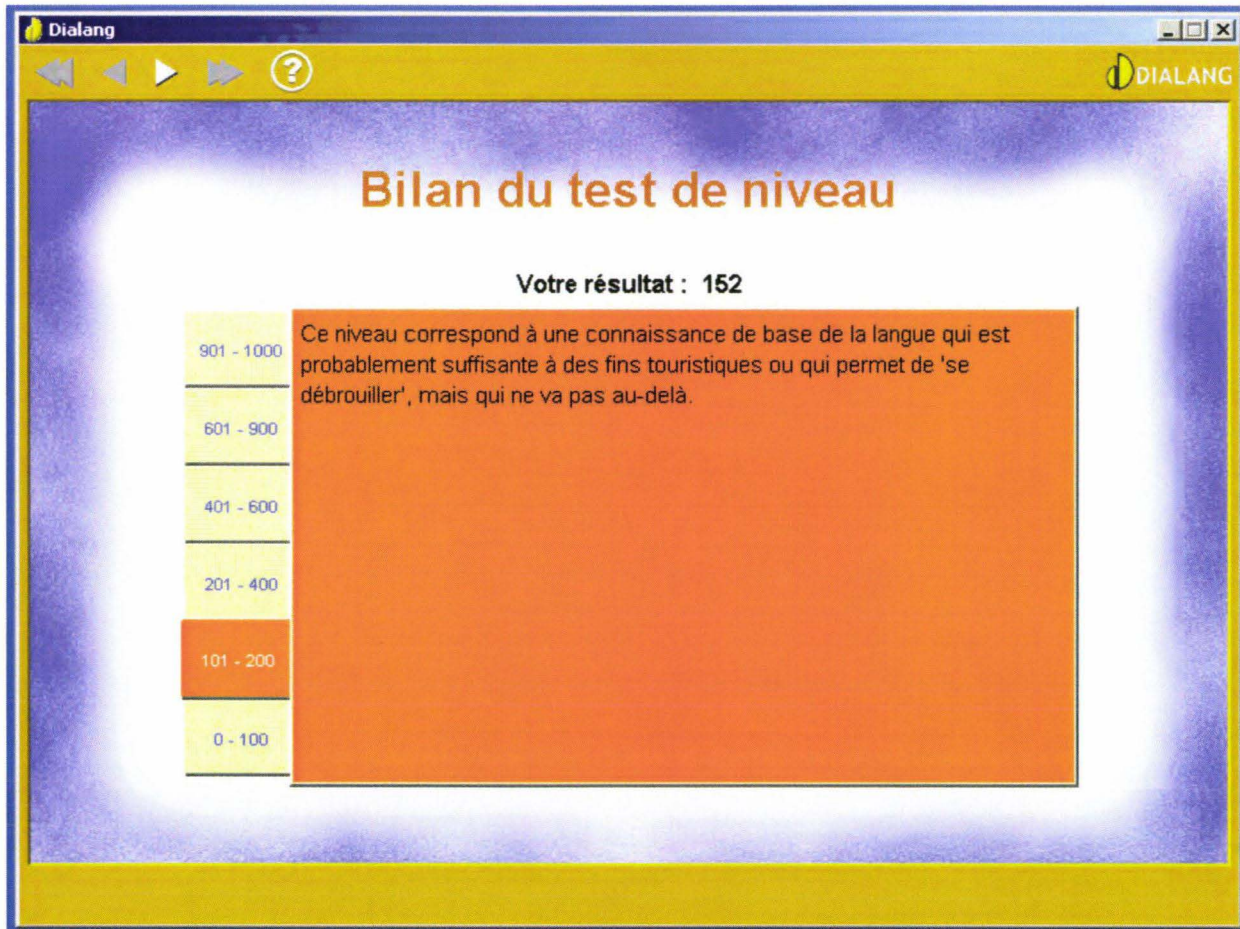 Dialang
?
DIALANG
Bilan du test de niveau
Votre résultat : 152
901 - 1000
601 - 900
401 - 600
201 - 400
101 - 200
0 - 100
Ce niveau correspond à une connaissance de base de la langue qui est
probablement suffisante à des fins touristiques ou qui permet de 'se
débrouiller', mais qui ne va pas au-delà.